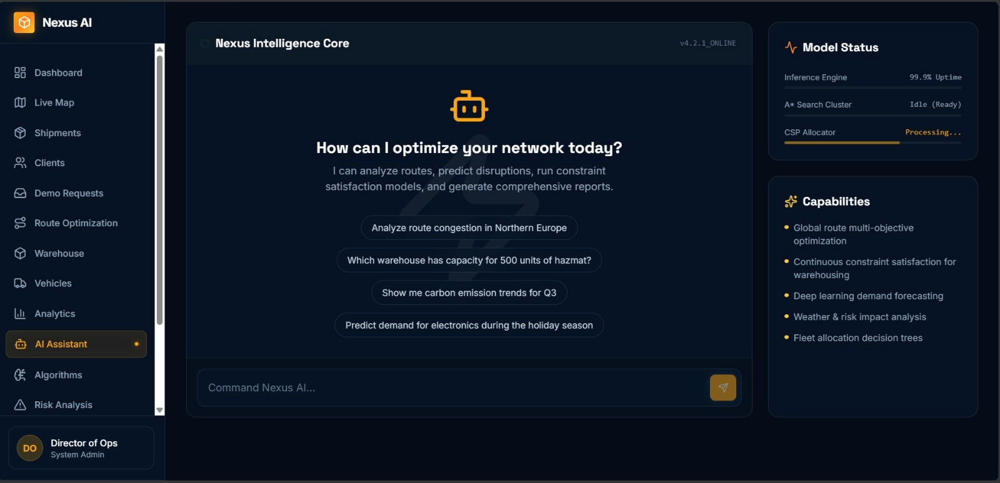 Nexus AI
Dashboard
Live Map
Shipments
Clients
Demo Requests
Route Optimization
Warehouse
Vehicles
Analytics
AI Assistant
Algorithms
Risk Analysis
DO
Director of Ops
System Admin
Nexus Intelligence Core
v4.2.1_ONLINE
How can I optimize your network today?
I can analyze routes, predict disruptions, run constraint
satisfaction models, and generate comprehensive reports.
Analyze route congestion in Northern Europe
Which warehouse has capacity for 500 units of hazmat?
Show me carbon emission trends for Q3
Predict demand for electronics during the holiday season
Command Nexus AI...
Model Status
Inference Engine 99.9% Uptime
A* Search Cluster Idle (Ready)
CSP Allocator Processing...
Capabilities
Global route multi-objective
optimization
Continuous constraint satisfaction for
warehousing
Deep learning demand forecasting
Weather & risk impact analysis
Fleet allocation decision trees